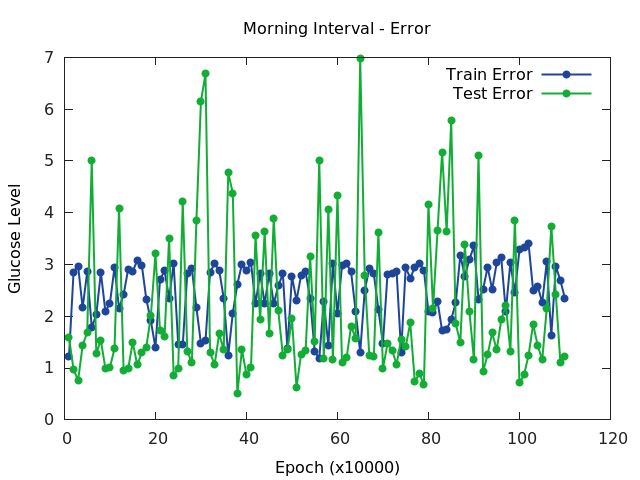 Morning Interval - Error
Train Error
Test Error
7
6
5
4
3
2
1
0
Glucose Level
0 20 40 60 80 100 120
Epoch (x10000)